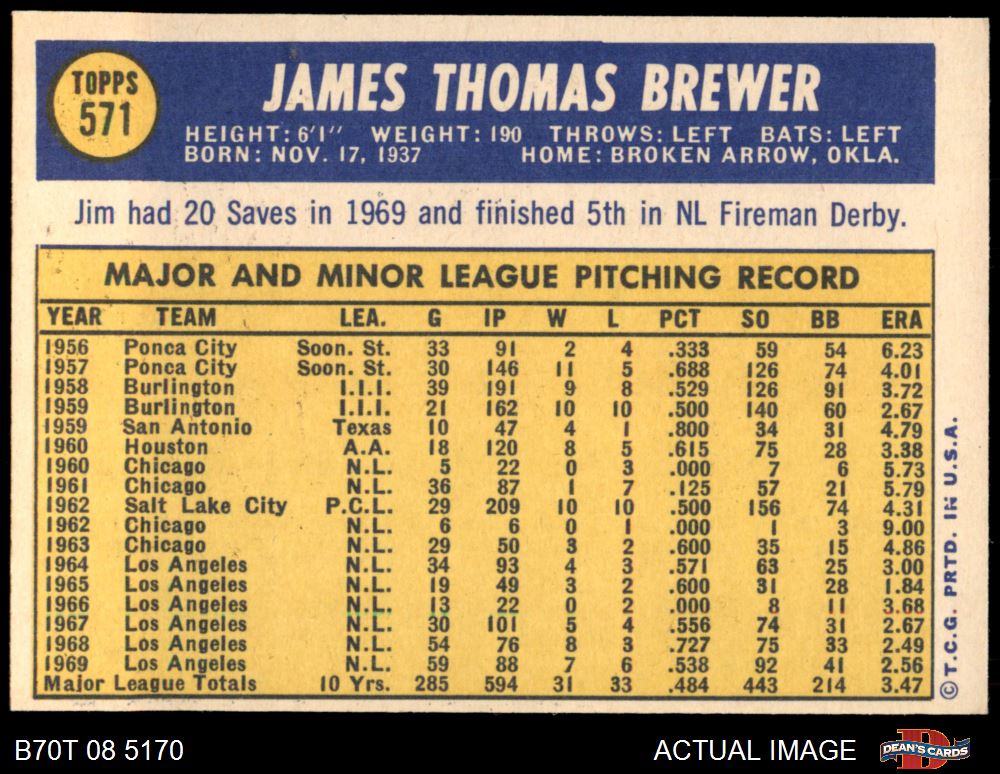 TOPPS
571
JAMES THOMAS BREWER
HEIGHT: 6'1" WEIGHT: 190 THROWS: LEFT BATS: LEFT
BORN: NOV. 17, 1937 HOME: BROKEN ARROW, OKLA.
Jim had 20 Saves in 1969 and finished 5th in NL Fireman Derby.
MAJOR AND MINOR LEAGUE PITCHING RECORD
YEAR TEAM LEA. G IP W L PCT SO BB ERA
1956 Ponca City Soon. St. 33 91 2 4 .333 59 54 6.23
1957 Ponca City Soon. St. 30 146 11 5 .688 126 74 4.01
1958 Burlington I.I.I. 39 191 9 8 .529 126 91 3.72
1959 Burlington I.I.I. 21 162 10 10 .500 140 60 2.67
1959 San Antonio Texas 10 47 4 1 .800 34 31 4.79
1960 Houston A.A. 18 120 8 5 .615 75 28 3.38
1960 Chicago N.L. 5 22 0 3 .000 7 6 5.73
1961 Chicago N.L. 36 87 1 7 .125 57 21 5.79
1962 Salt Lake City P.C.L. 29 209 10 10 .500 156 74 4.31
1962 Chicago N.L. 6 6 0 1 .000 1 3 9.00
1963 Chicago N.L. 29 50 3 2 .600 35 15 4.86
1964 Los Angeles N.L. 34 93 4 3 .571 63 25 3.00
1965 Los Angeles N.L. 19 49 3 2 .600 31 28 1.84
1966 Los Angeles N.L. 13 22 0 2 .000 8 11 3.68
1967 Los Angeles N.L. 30 101 5 4 .556 74 31 2.67
1968 Los Angeles N.L. 54 76 8 3 .727 75 33 2.49
1969 Los Angeles N.L. 59 88 7 6 .538 92 41 2.56
Major League Totals 10 Yrs. 285 594 31 33 .484 443 214 3.47
© T.C.G. PRTD. IN U.S.A.
B70T 08 5170
ACTUAL IMAGE
DEAN'S CARDS